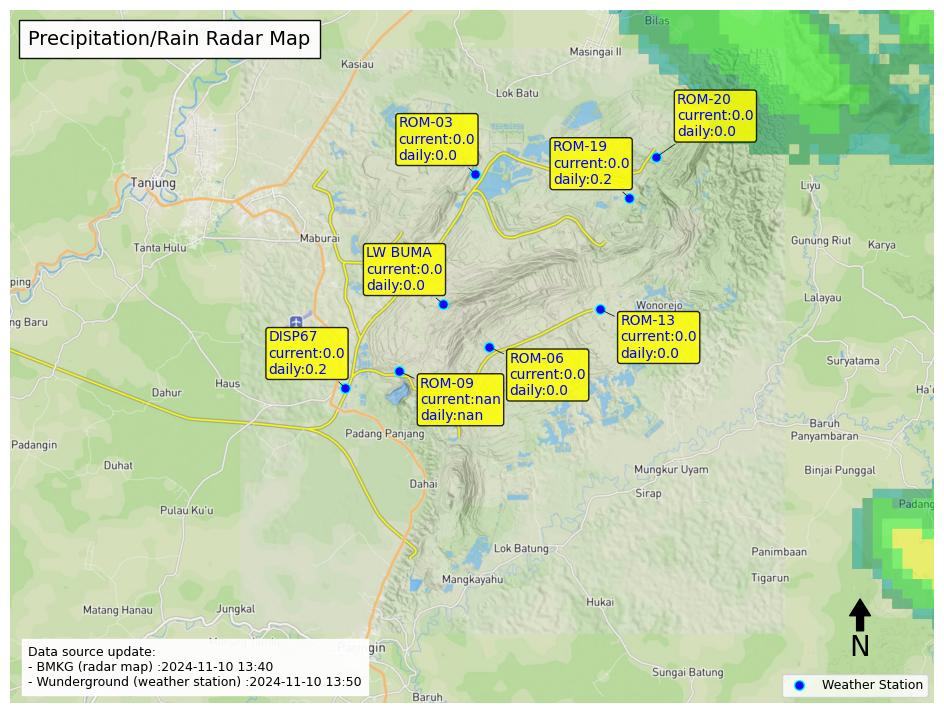 Precipitation/Rain Radar Map
Bilas
Masingai II
Kasiau
Lok Batu
ROM-20
current:0.0
daily:0.0
ROM-03
current:0.0
daily:0.0
ROM-19
current:0.0
daily:0.2
Tanjung
Liyu
Maburai
Tanta Hulu
Gunung Riut
Karya
LW BUMA
current:0.0
daily:0.0
ping
Lalayau
Wonorejo
ng Baru
ROM-13
current:0.0
daily:0.0
DISP67
current:0.0
daily:0.2
ROM-06
current:0.0
daily:0.0
Suryatama
Haus
Dahur
ROM-09
current:nan
daily:nan
Ha'
Baruh
Panyambaran
Padang Panjang
Padangin
Duhat
Mungkur Uyam
Binjai Punggal
Dahai
Sirap
Padang
Pulau Ku'u
Lok Batung
Panimbaan
Mangkayahu
Tigarun
Hukai
Matang Hanau
Jungkal
N
Data source update:
- BMKG (radar map) :2024-11-10 13:40
- Wunderground (weather station) :2024-11-10 13:50
Sungai Batung
Baruh
Weather Station